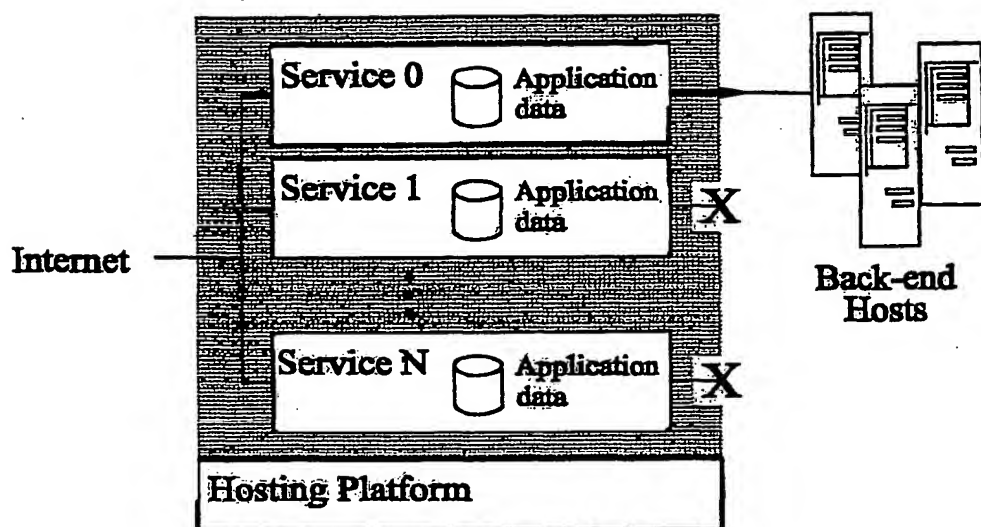 Service 0
Application
data
Service 1
Application
data
X
Internet
Back-end
Hosts
Service N
Application
data
X
Hosting Platform